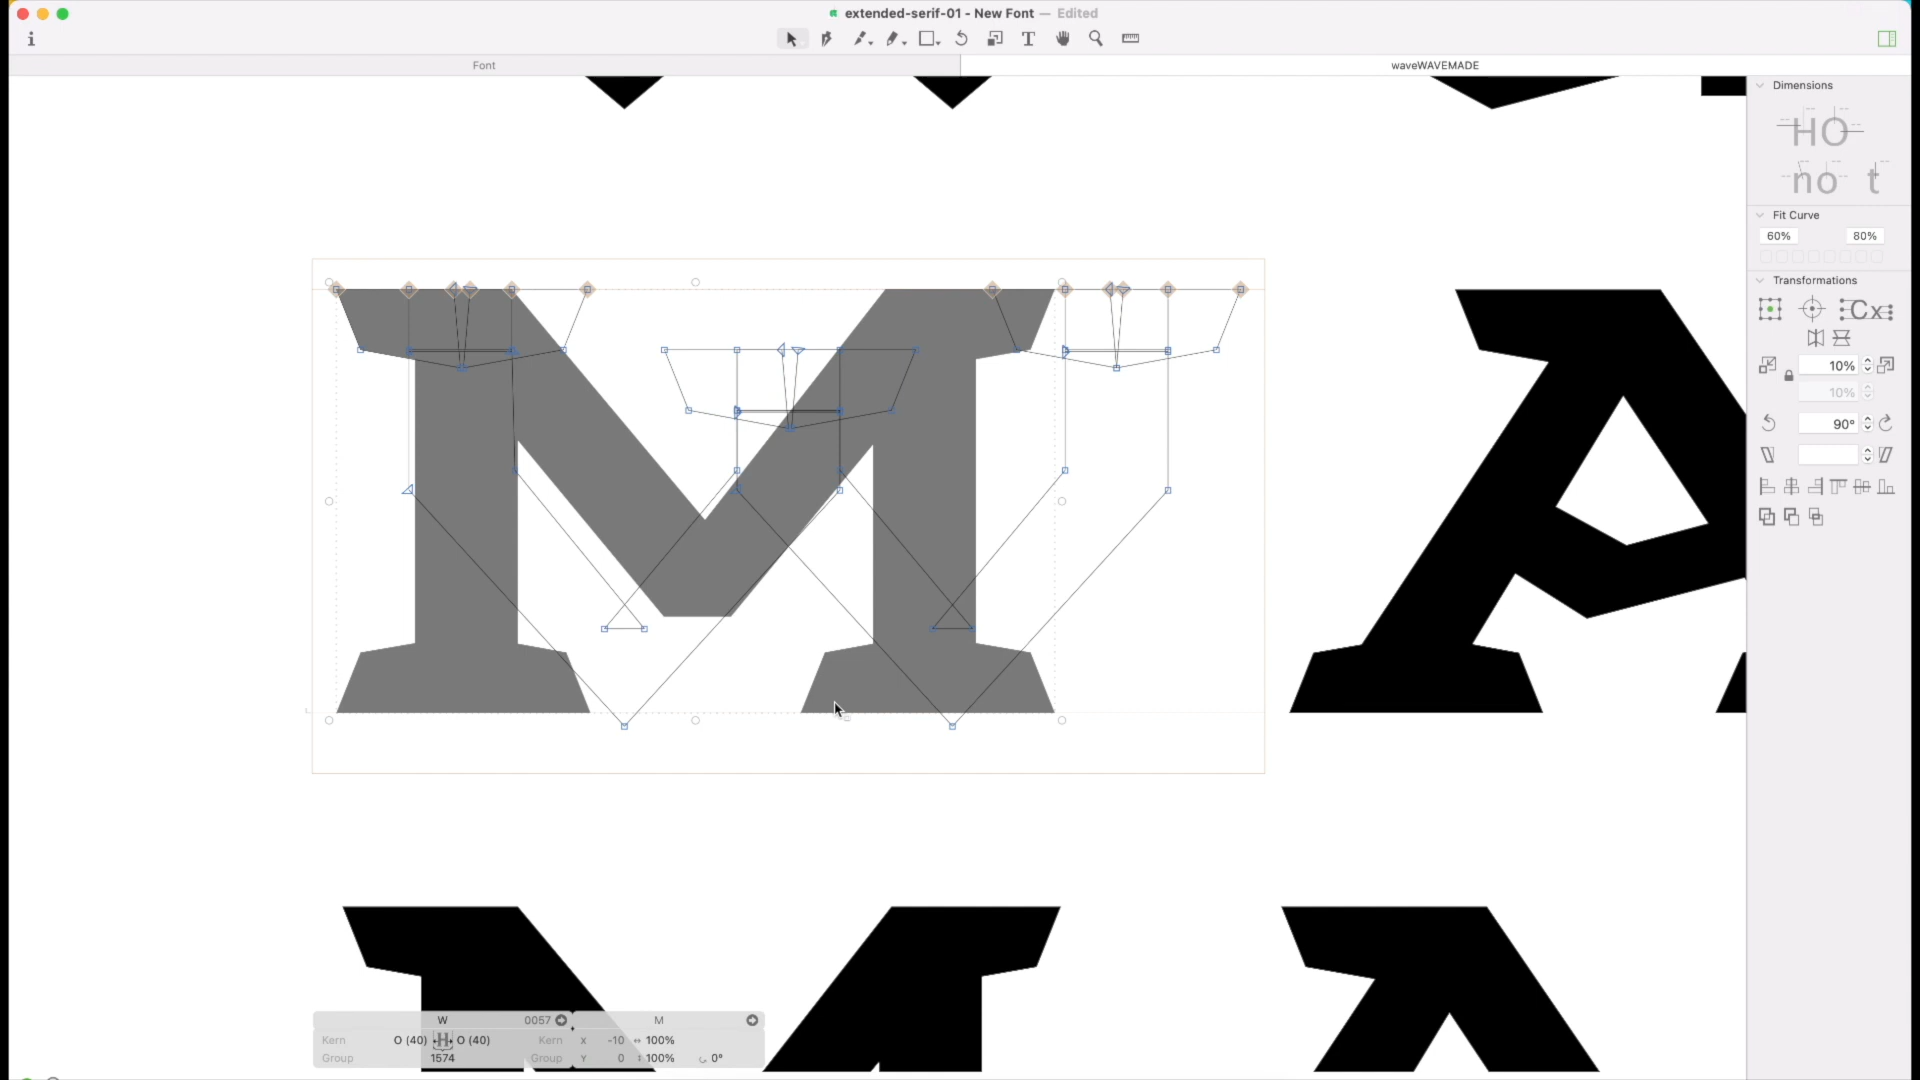 extended-serif-01 - New Font — Edited
Font
waveWAVEMADE
Dimensions
HO
no t
Fit Curve
60% 80%
Transformations
Cx
10%
10%
90°
M A
M A
W 0057 M
Kern O (40) H O (40) Kern X -10 100%
Group 1574 Group Y 0 100% 0°